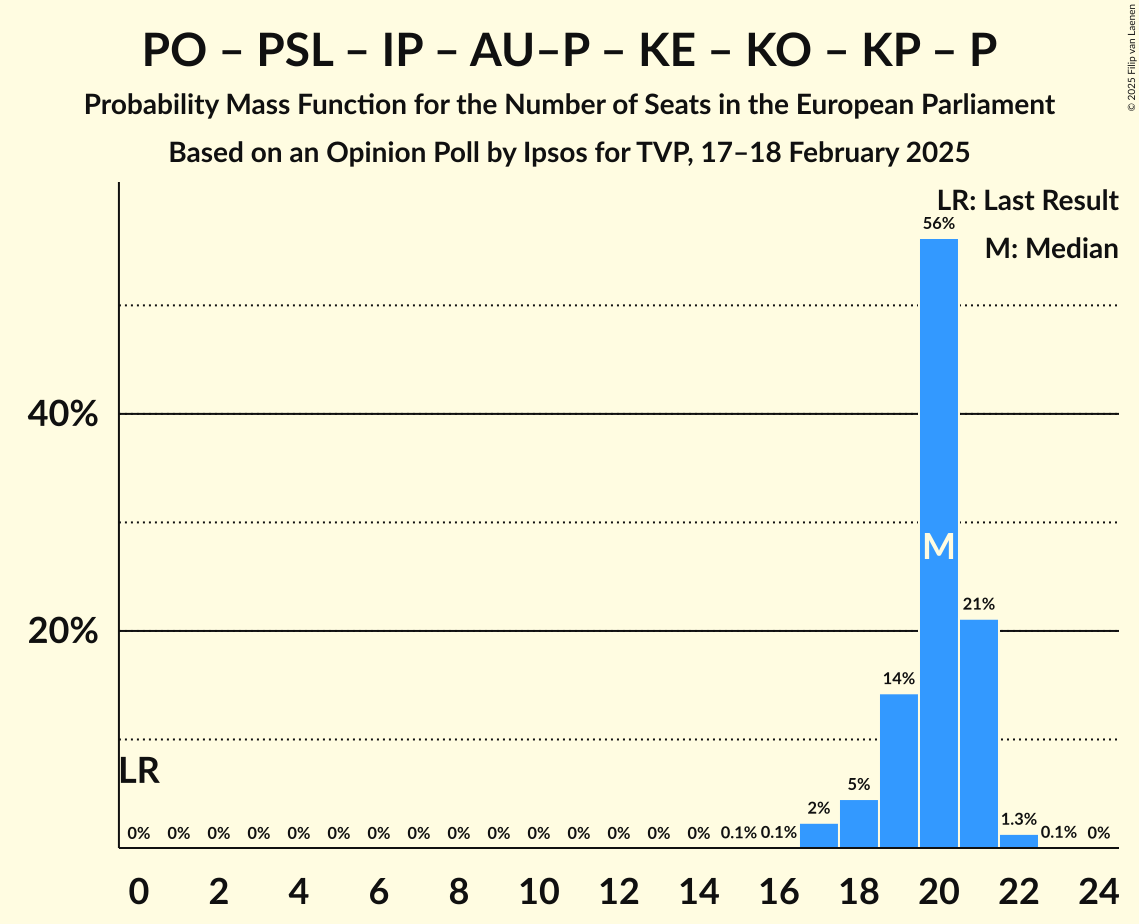 PO – PSL – IP – AU–P – KE – KO – KP – P
Probability Mass Function for the Number of Seats in the European Parliament
Based on an Opinion Poll by Ipsos for TVP, 17–18 February 2025
© 2025 Filip van Laenen
LR: Last Result
M: Median
56%
40%
M
21%
20%
14%
LR
5%
2%
1.3%
0% 0% 0% 0% 0% 0% 0% 0% 0% 0% 0% 0% 0% 0% 0% 0.1% 0.1% 0.1% 0%
0 2 4 6 8 10 12 14 16 18 20 22 24